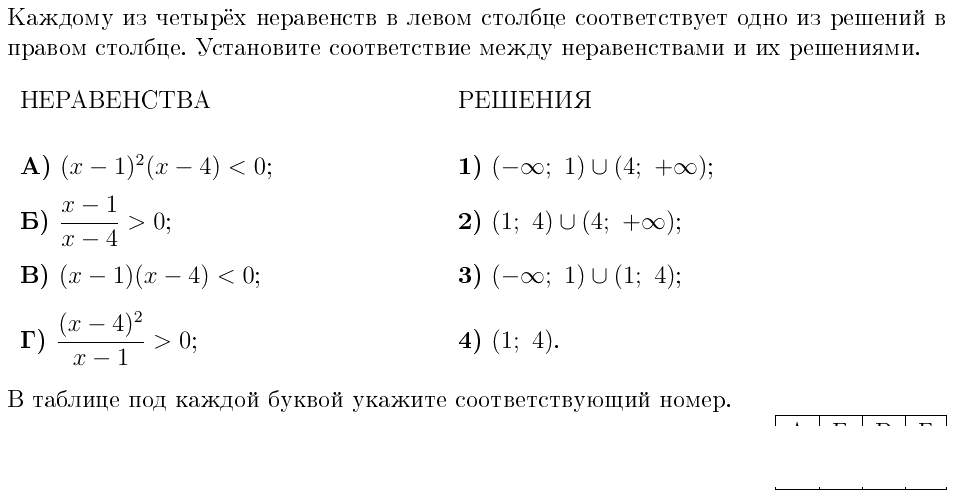 Каждому из четырёх неравенств в левом столбце соответствует одно из решений в
правом столбце. Установите соответствие между неравенствами и их решениями.
НЕРАВЕНСТВА
А) (x − 1)²(x − 4) < 0;
Б) (x − 1)/(x − 4) > 0;
В) (x − 1)(x − 4) < 0;
Г) (x − 4)²/(x − 1) > 0;
РЕШЕНИЯ
1) (−∞; 1) ∪ (4; +∞);
2) (1; 4) ∪ (4; +∞);
3) (−∞; 1) ∪ (1; 4);
4) (1; 4).
В таблице под каждой буквой укажите соответствующий номер.